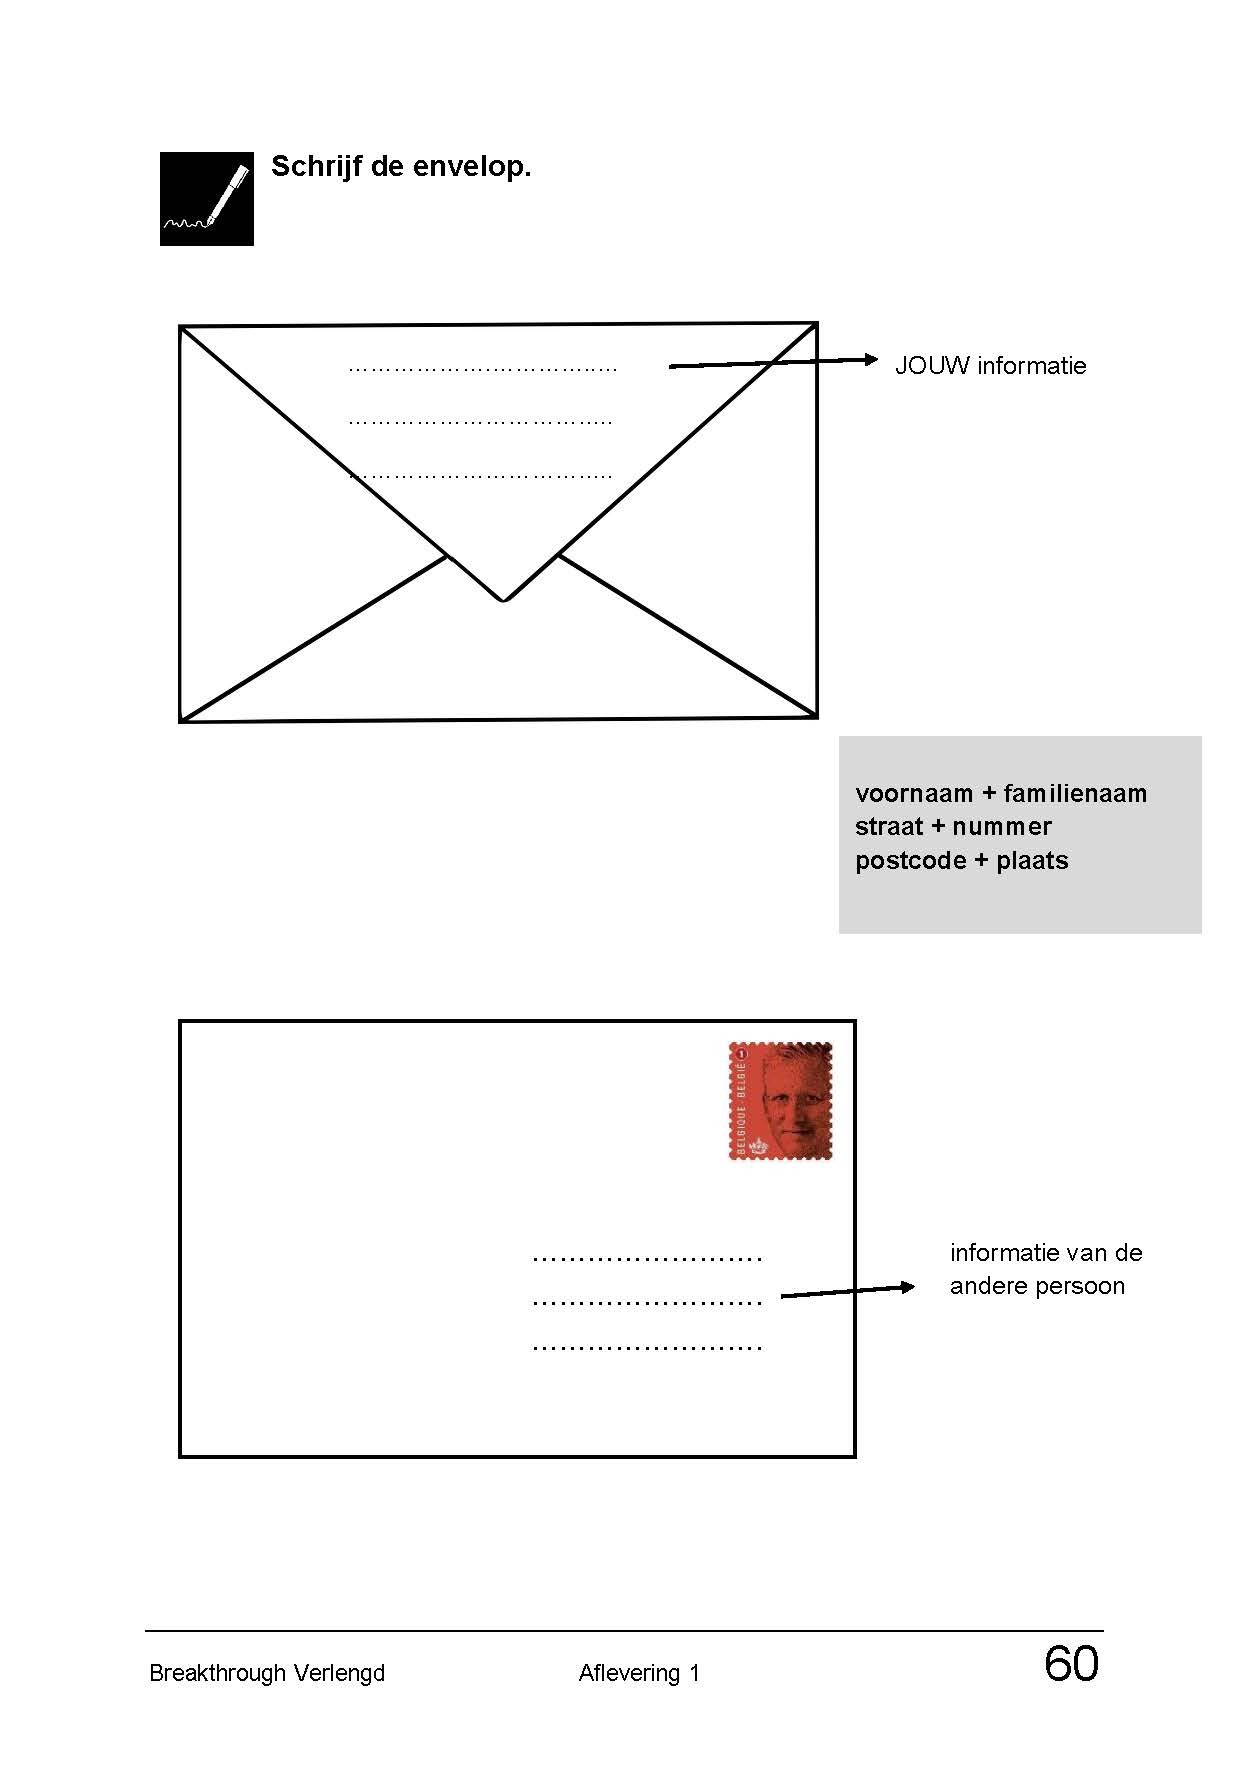 Schrijf de envelop.
………………………………
JOUW informatie
………………………………
………………………………
voornaam + familienaam
straat + nummer
postcode + plaats
BELGIQUE - BELGIË 1
…………………….
informatie van de
andere persoon
…………………….
…………………….
Breakthrough Verlengd Aflevering 1 60